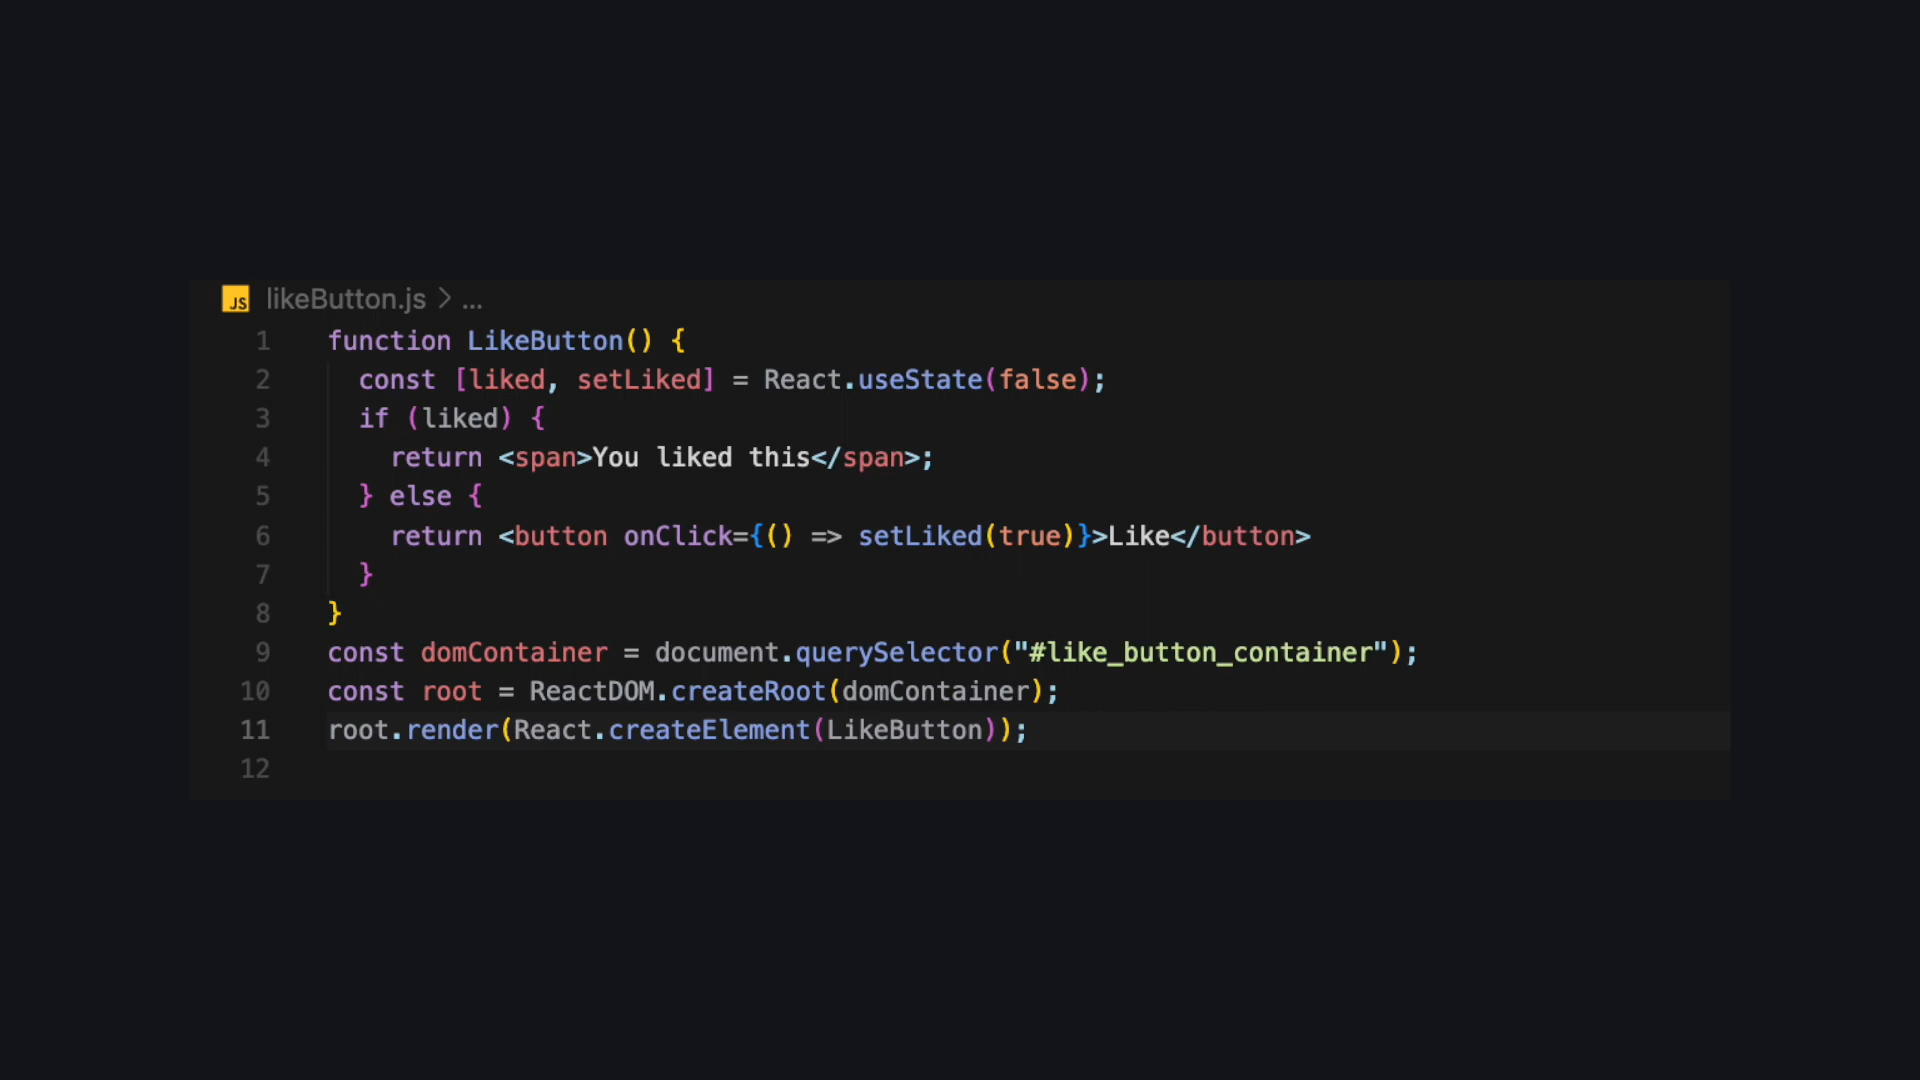 JS likeButton.js > ...
1 function LikeButton() {
2   const [liked, setLiked] = React.useState(false);
3   if (liked) {
4     return <span>You liked this</span>;
5   } else {
6     return <button onClick={() => setLiked(true)}>Like</button>
7   }
8 }
9 const domContainer = document.querySelector("#like_button_container");
10 const root = ReactDOM.createRoot(domContainer);
11 root.render(React.createElement(LikeButton));
12